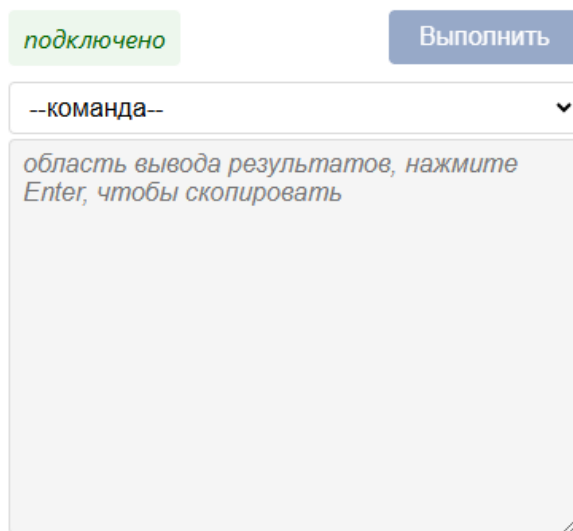 подключено
Выполнить
--команда--
область вывода результатов, нажмите
Enter, чтобы скопировать